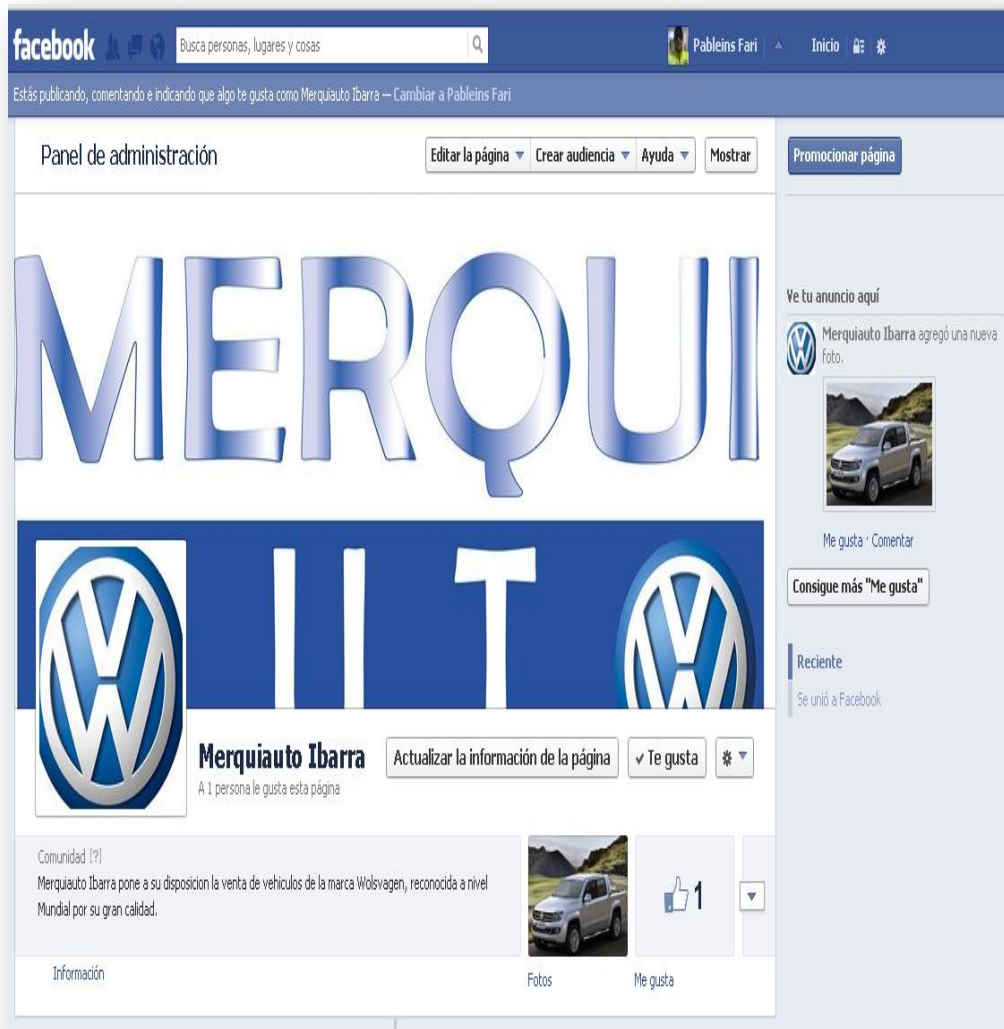 facebook
Busca personas, lugares y cosas
Pableins Fari
Inicio
Estás publicando, comentando e indicando que algo te gusta como Merquiauto Ibarra — Cambiar a Pableins Fari
Panel de administración
Editar la página
Crear audiencia
Ayuda
Mostrar
Promocionar página
MERQUI
U T
Ve tu anuncio aquí
Merquiauto Ibarra agregó una nueva
foto.
Me gusta · Comentar
Consigue más "Me gusta"
Reciente
Se unió a Facebook
Merquiauto Ibarra
A 1 persona le gusta esta página
Actualizar la información de la página
✓ Te gusta
Comunidad [?]
Merquiauto Ibarra pone a su disposicion la venta de vehiculos de la marca Wolsvagen, reconocida a nivel
Mundial por su gran calidad.
1
Información
Fotos
Me gusta